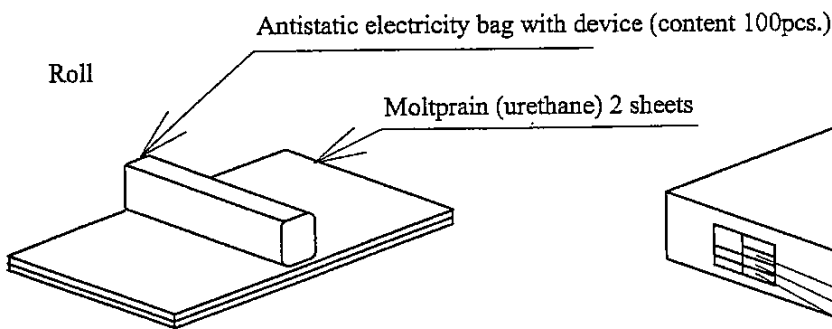 Antistatic electricity bag with device (content 100pcs.)
Roll
Moltprain (urethane) 2 sheets